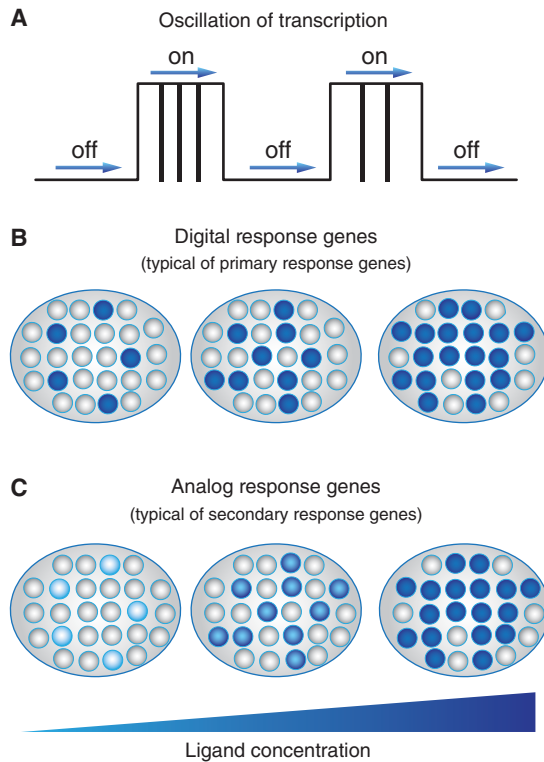 A
Oscillation of transcription
on
on
off
off
off
B
Digital response genes
(typical of primary response genes)
C
Analog response genes
(typical of secondary response genes)
Ligand concentration